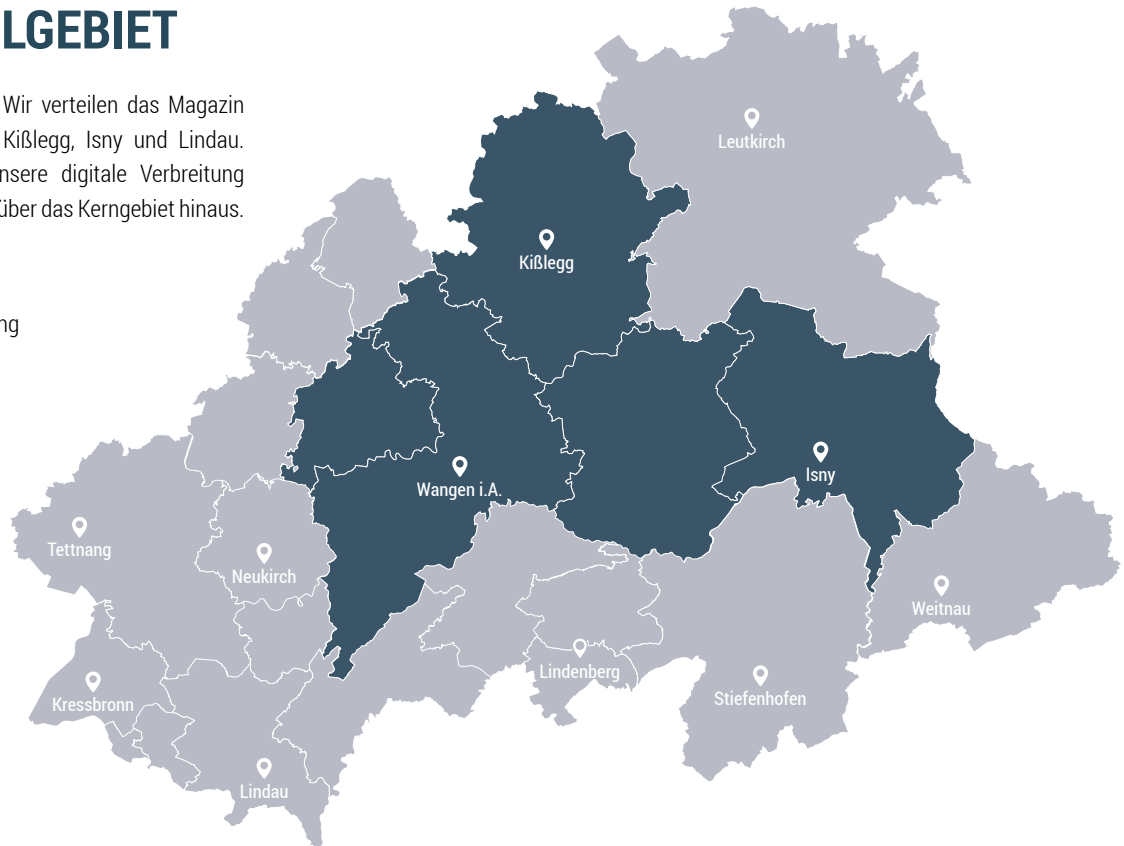 LGEBIET
Wir verteilen das Magazin
Kißlegg, Isny und Lindau.
nsere digitale Verbreitung
über das Kerngebiet hinaus.
ng
Leutkirch
Kißlegg
Isny
Wangen i.A.
Tettnang
Neukirch
Weitnau
Lindenberg
Stiefenhofen
Kressbronn
Lindau